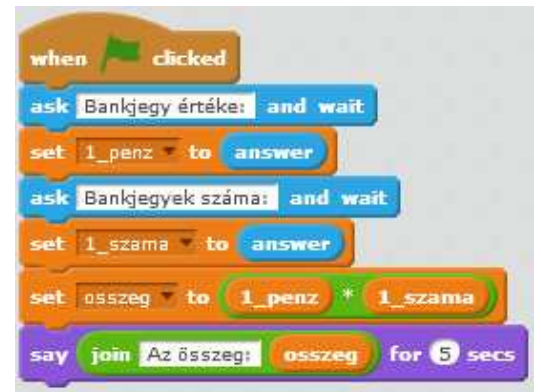 when clicked
ask Bankjegy értéke: and wait
set 1_penz to answer
ask Bankjegyek száma: and wait
set 1_szama to answer
set osszeg to 1_penz * 1_szama
say join Az összeg: osszeg for 5 secs